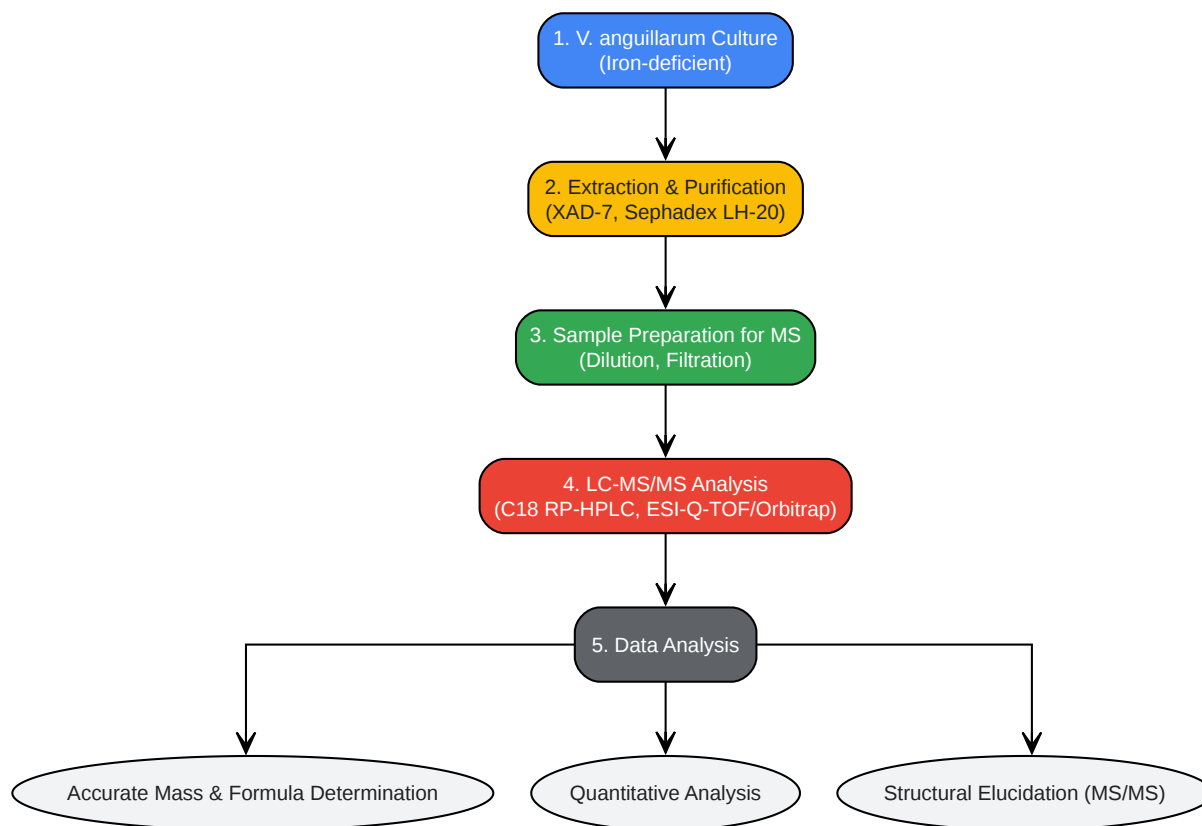 1. V. anguillarum Culture
(Iron-deficient)
2. Extraction & Purification
(XAD-7, Sephadex LH-20)
3. Sample Preparation for MS
(Dilution, Filtration)
4. LC-MS/MS Analysis
(C18 RP-HPLC, ESI-Q-TOF/Orbitrap)
5. Data Analysis
Accurate Mass & Formula Determination
Quantitative Analysis
Structural Elucidation (MS/MS)